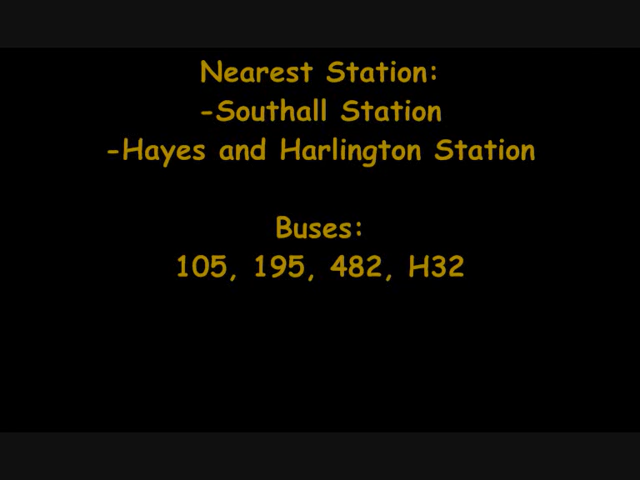 Nearest Station:
-Southall Station
-Hayes and Harlington Station
Buses:
105, 195, 482, H32